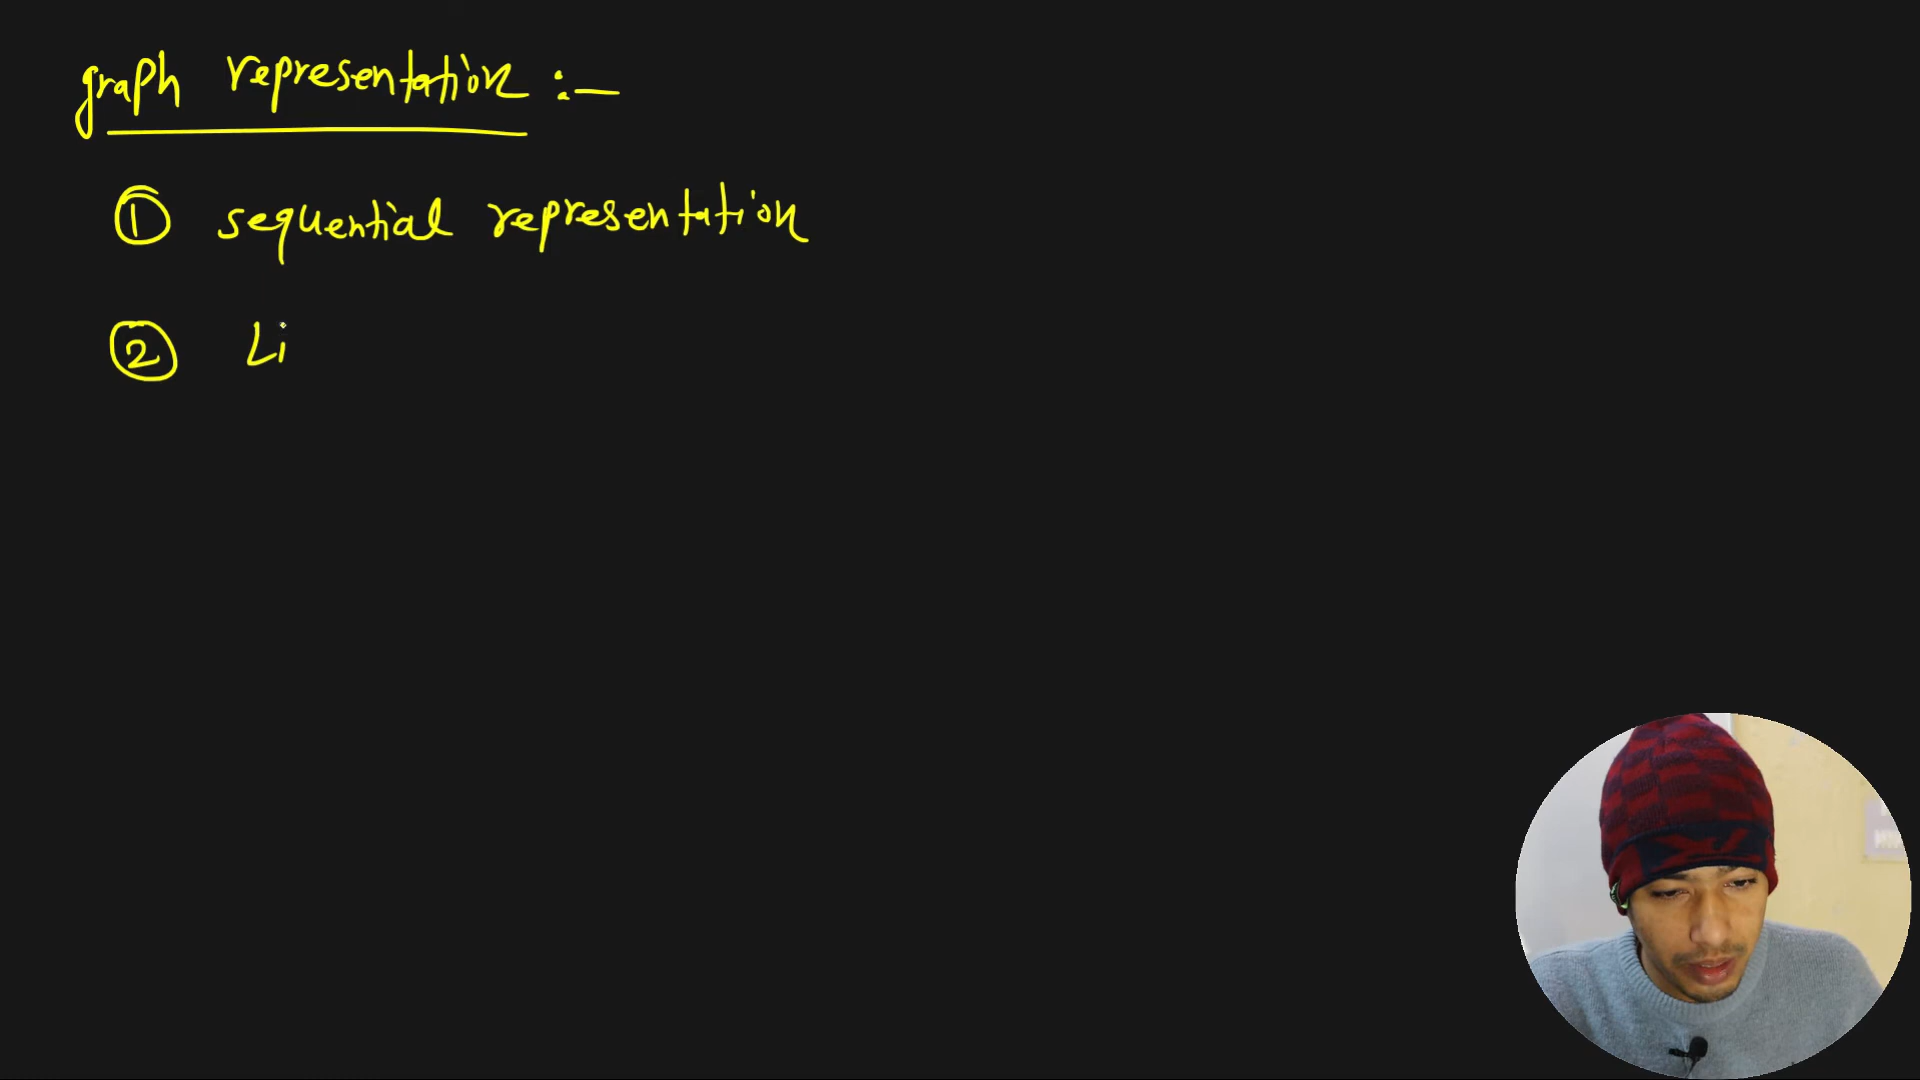 graph representation :—
① sequential representation
② Li